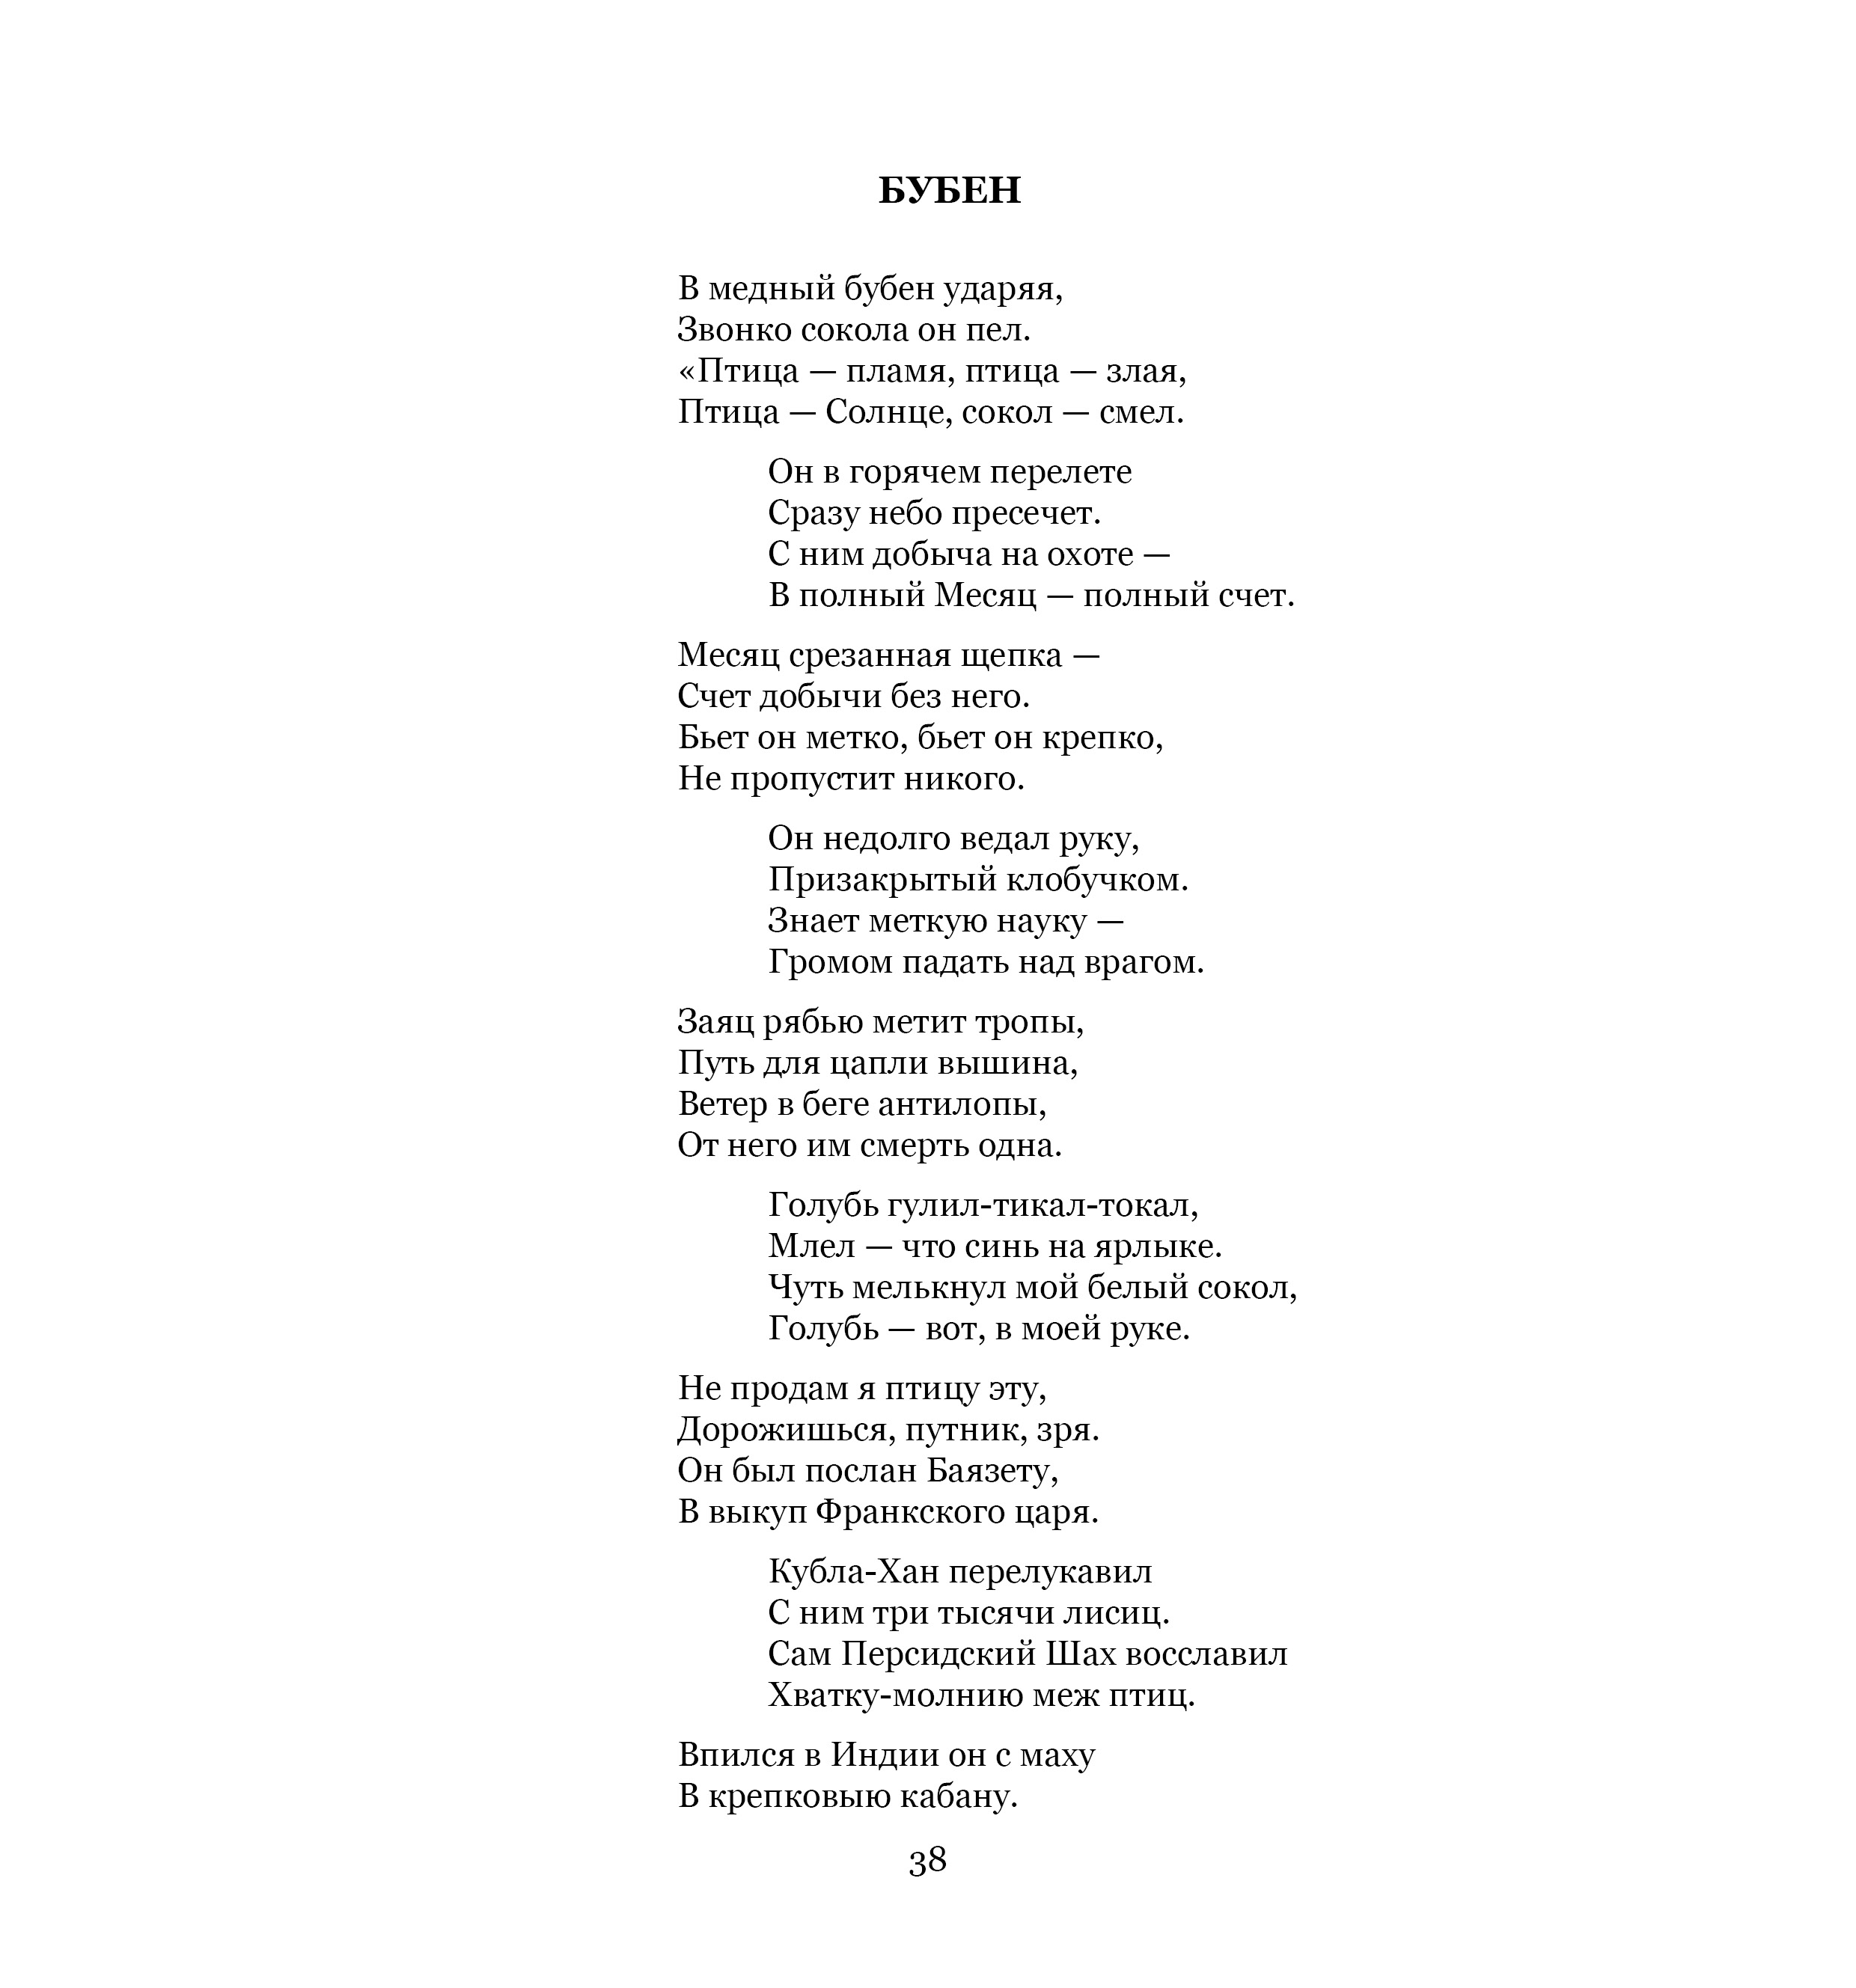 БУБЕН
В медный бубен ударяя,
Звонко сокола он пел.
«Птица — пламя, птица — злая,
Птица — Солнце, сокол — смел.
Он в горячем перелете
Сразу небо пресечет.
С ним добыча на охоте —
В полный Месяц — полный счет.
Месяц срезанная щепка —
Счет добычи без него.
Бьет он метко, бьет он крепко,
Не пропустит никого.
Он недолго ведал руку,
Призакрытый клобучком.
Знает меткую науку —
Громом падать над врагом.
Заяц рябью метит тропы,
Путь для цапли вышина,
Ветер в беге антилопы,
От него им смерть одна.
Голубь гулил-тикал-токал,
Млел — что синь на ярлыке.
Чуть мелькнул мой белый сокол,
Голубь — вот, в моей руке.
Не продам я птицу эту,
Дорожишься, путник, зря.
Он был послан Баязету,
В выкуп Франкского царя.
Кубла-Хан перелукавил
С ним три тысячи лисиц.
Сам Персидский Шах восславил
Хватку-молнию меж птиц.
Впился в Индии он с маху
В крепковыю кабану.
38